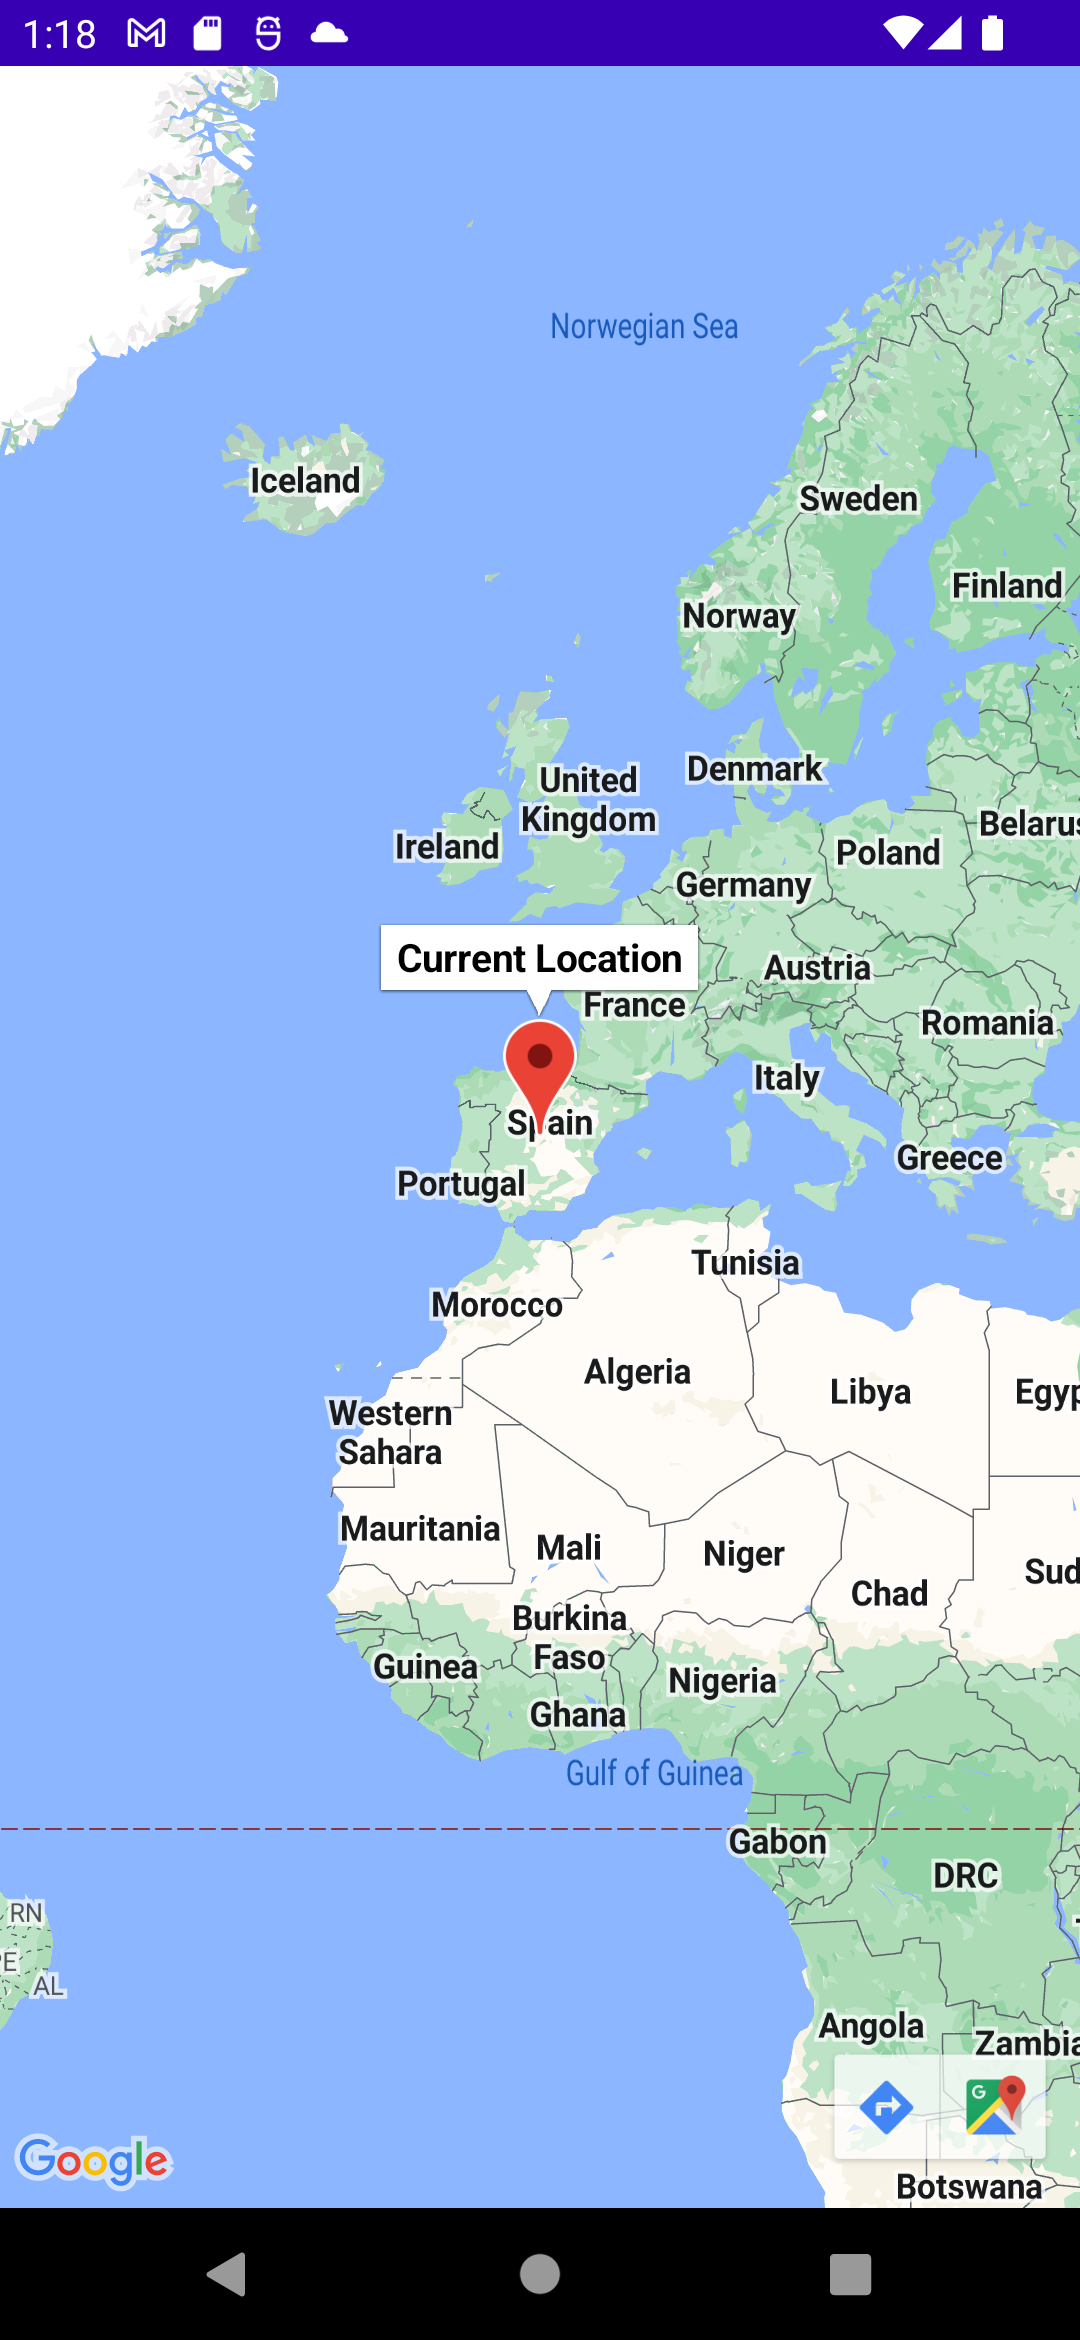 1:18
Norwegian Sea
Iceland
Sweden
Finland
Norway
Denmark
United
Kingdom
Belarus
Ireland
Poland
Germany
Current Location
Austria
France
Romania
Italy
Spain
Greece
Portugal
Tunisia
Morocco
Algeria
Libya
Egyp
Western
Sahara
Mauritania
Mali
Niger
Sud
Chad
Burkina
Faso
Guinea
Nigeria
Ghana
Gulf of Guinea
Gabon
DRC
RN
PE
AL
Angola
Zambia
G
Google
Botswana